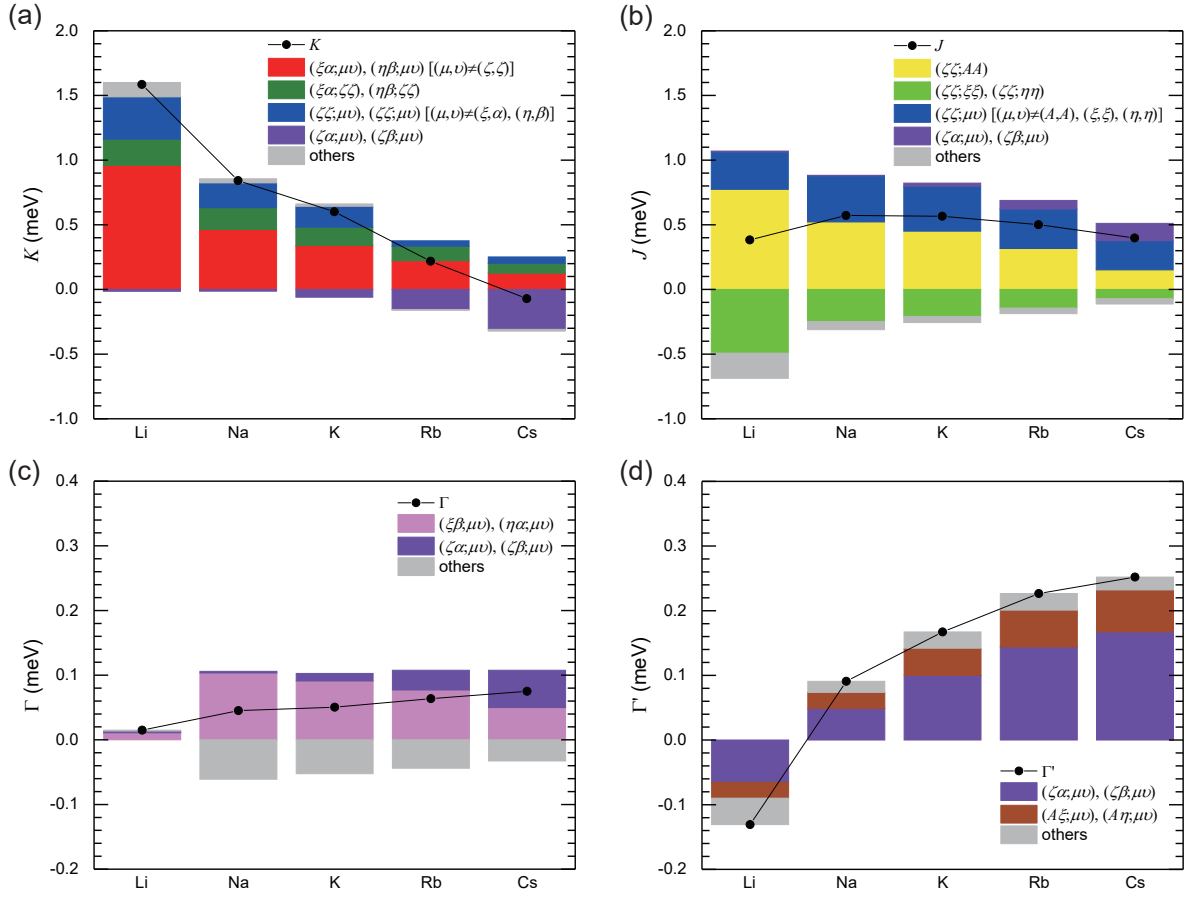 (a)
2.0
1.5
1.0
0.5
0.0
-0.5
-1.0
K (meV)
K
(ξα;μυ), (ηβ;μυ) [(μ,υ)≠(ζ,ζ)]
(ξα;ζζ), (ηβ;ζζ)
(ζζ;μυ), (ζζ;μυ) [(μ,υ)≠(ξ,α), (η,β)]
(ζα;μυ), (ζβ;μυ)
others
Li Na K Rb Cs
(b)
2.0
1.5
1.0
0.5
0.0
-0.5
-1.0
J (meV)
J
(ζζ;AA)
(ζζ;ξξ), (ζζ;ηη)
(ζζ;μυ) [(μ,υ)≠(A,A), (ξ,ξ), (η,η)]
(ζα;μυ), (ζβ;μυ)
others
Li Na K Rb Cs
(c)
0.4
0.3
0.2
0.1
0.0
-0.1
-0.2
Γ (meV)
Γ
(ξβ;μυ), (ηα;μυ)
(ζα;μυ), (ζβ;μυ)
others
Li Na K Rb Cs
(d)
0.4
0.3
0.2
0.1
0.0
-0.1
-0.2
Γ' (meV)
Γ'
(ζα;μυ), (ζβ;μυ)
(Aξ;μυ), (Aη;μυ)
others
Li Na K Rb Cs